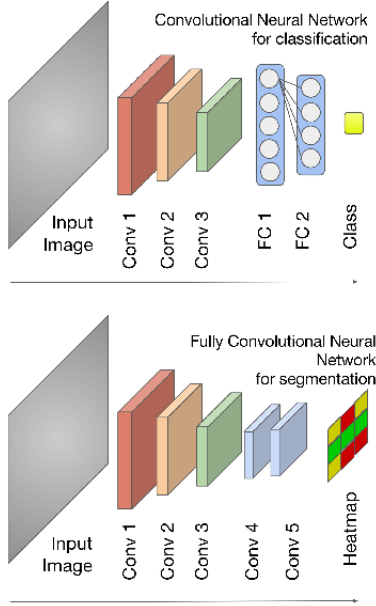 Convolutional Neural Network
for classification
Input
Image
Conv 1
Conv 2
Conv 3
FC 1
FC 2
Class
Fully Convolutional Neural
Network
for segmentation
Input
Image
Conv 1
Conv 2
Conv 3
Conv 4
Conv 5
Heatmap